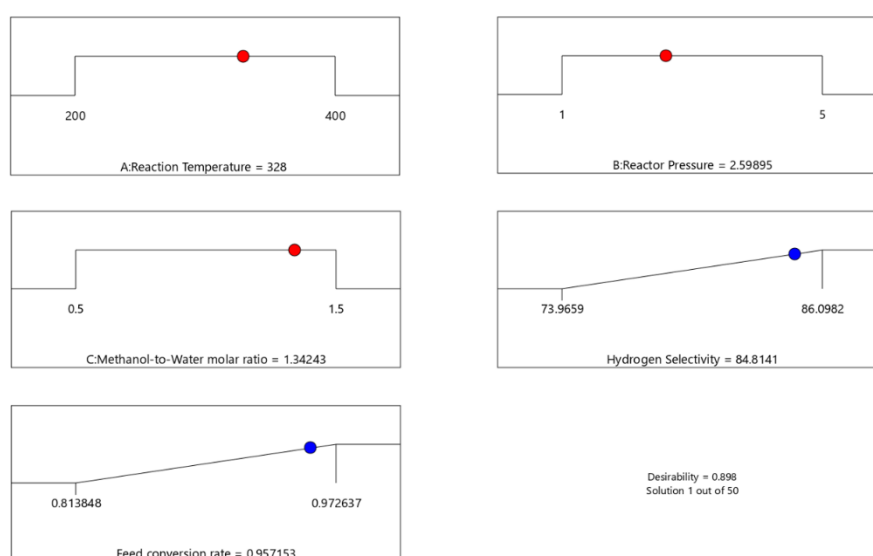 200 400
A:Reaction Temperature = 328
1 5
B:Reactor Pressure = 2.59895
0.5 1.5
C:Methanol-to-Water molar ratio = 1.34243
73.9659 86.0982
Hydrogen Selectivity = 84.8141
0.813848 0.972637
Feed conversion rate = 0.957153
Desirability = 0.898
Solution 1 out of 50